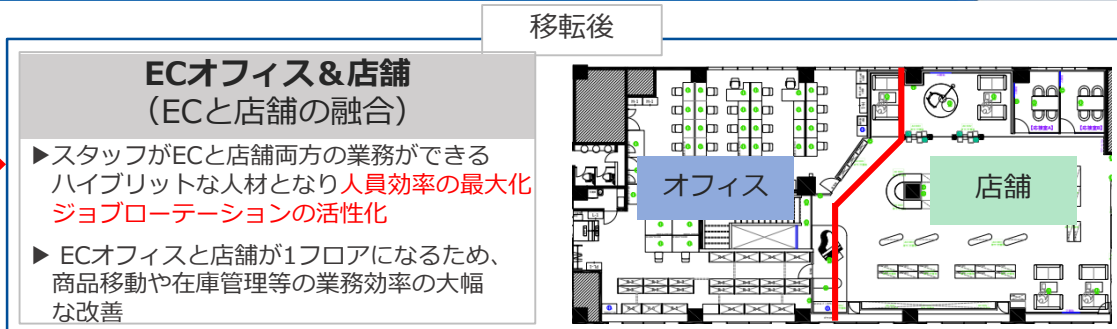 移転後
ECオフィス&店舗
（ECと店舗の融合）
▶スタッフがECと店舗両方の業務ができる
ハイブリットな人材となり人員効率の最大化
ジョブローテーションの活性化
▶ ECオフィスと店舗が1フロアになるため、
商品移動や在庫管理等の業務効率の大幅
な改善
オフィス
店舗